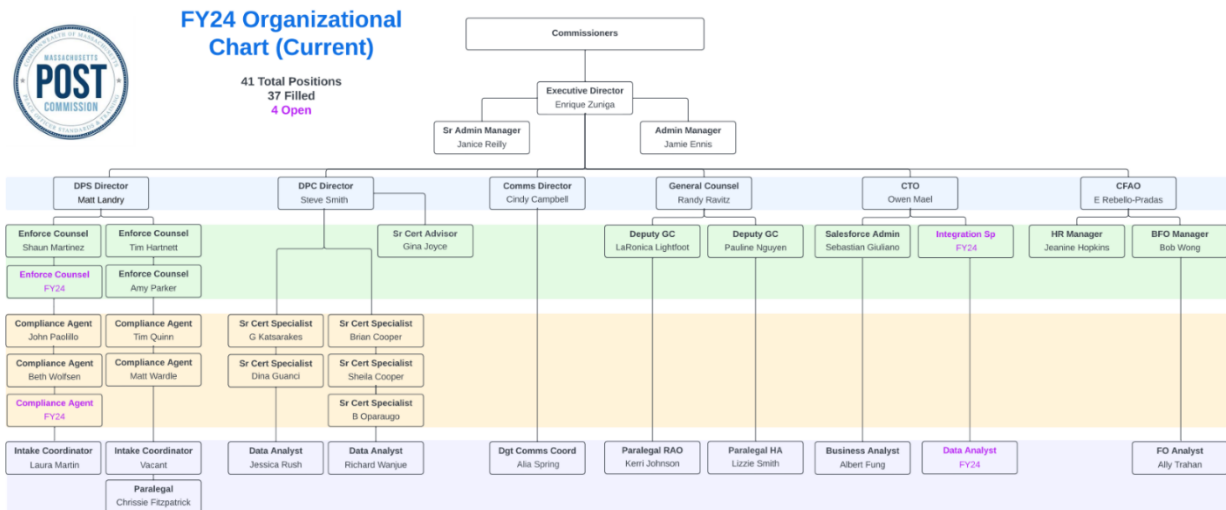 FY24 Organizational
Chart (Current)
41 Total Positions
37 Filled
4 Open
COMMONWEALTH OF MASSACHUSETTS
MASSACHUSETTS
POST
COMMISSION
PEACE OFFICER STANDARDS & TRAINING
Commissioners
Executive Director
Enrique Zuniga
Sr Admin Manager
Janice Reilly
Admin Manager
Jamie Ennis
DPS Director
Matt Landry
DPC Director
Steve Smith
Comms Director
Cindy Campbell
General Counsel
Randy Ravitz
CTO
Owen Mael
CFAO
E Rebello-Pradas
Enforce Counsel
Shaun Martinez
Enforce Counsel
Tim Hartnett
Sr Cert Advisor
Gina Joyce
Deputy GC
LaRonica Lightfoot
Deputy GC
Pauline Nguyen
Salesforce Admin
Sebastian Giuliano
Integration Sp
FY24
HR Manager
Jeanine Hopkins
BFO Manager
Bob Wong
Enforce Counsel
FY24
Enforce Counsel
Amy Parker
Compliance Agent
John Paolillo
Compliance Agent
Tim Quinn
Sr Cert Specialist
G Katsarakes
Sr Cert Specialist
Brian Cooper
Compliance Agent
Beth Wolfsen
Compliance Agent
Matt Wardle
Sr Cert Specialist
Dina Guanci
Sr Cert Specialist
Sheila Cooper
Compliance Agent
FY24
Sr Cert Specialist
B Oparaugo
Intake Coordinator
Laura Martin
Intake Coordinator
Vacant
Data Analyst
Jessica Rush
Data Analyst
Richard Wanjue
Dgt Comms Coord
Alia Spring
Paralegal RAO
Kerri Johnson
Paralegal HA
Lizzie Smith
Business Analyst
Albert Fung
Data Analyst
FY24
FO Analyst
Ally Trahan
Paralegal
Chrissie Fitzpatrick